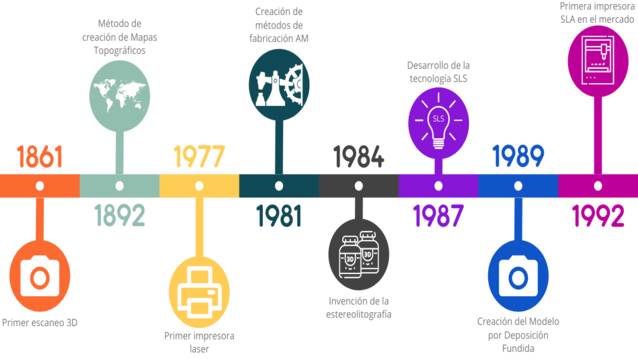 Método de
creación de Mapas
Topográficos
Creación de
métodos de
fabricación AM
Desarrollo de la
tecnología SLS
Primera impresora
SLA en el mercado
SLS
1861
1977
1984
1989
1892
1981
1987
1992
3D
3D
Primer escaneo 3D
Primer impresora
laser
Invención de la
estereolitografía
Creación del Modelo
por Deposición
Fundida